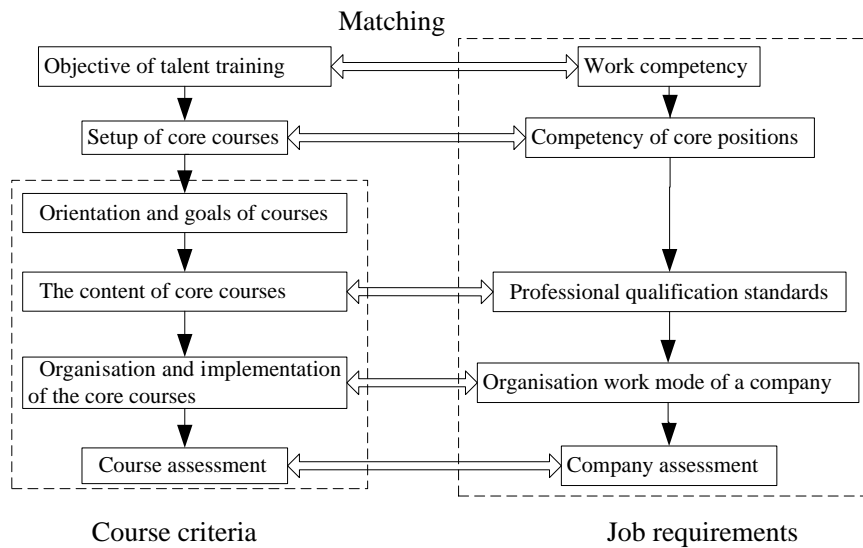 Matching
Objective of talent training
Work competency
Setup of core courses
Competency of core positions
Orientation and goals of courses
The content of core courses
Professional qualification standards
Organisation and implementation
of the core courses
Organisation work mode of a company
Course assessment
Company assessment
Course criteria
Job requirements